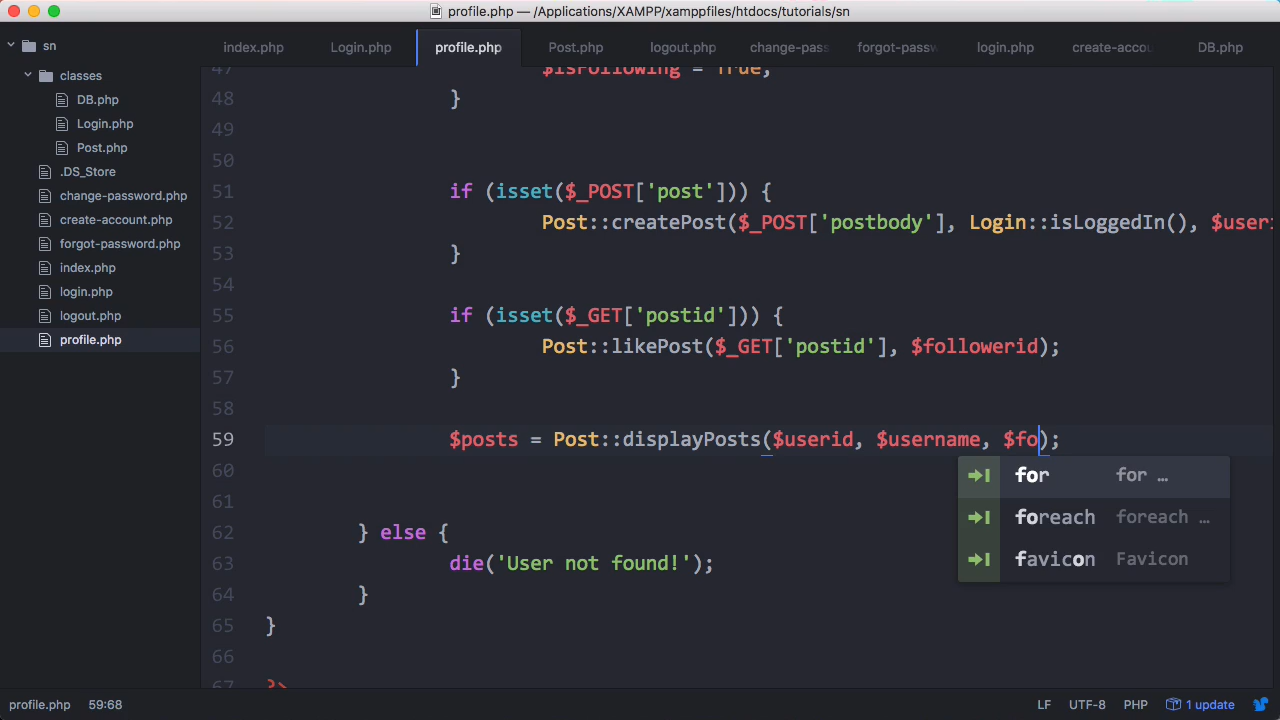 profile.php — /Applications/XAMPP/xamppfiles/htdocs/tutorials/sn
sn
classes
DB.php
Login.php
Post.php
.DS_Store
change-password.php
create-account.php
forgot-password.php
index.php
login.php
logout.php
profile.php
index.php Login.php profile.php Post.php logout.php change-pass forgot-passw login.php create-accou DB.php
47 $isFollowing = True;
48 }
49
50
51 if (isset($_POST['post'])) {
52 Post::createPost($_POST['postbody'], Login::isLoggedIn(), $useri
53 }
54
55 if (isset($_GET['postid'])) {
56 Post::likePost($_GET['postid'], $followerid);
57 }
58
59 $posts = Post::displayPosts($userid, $username, $fo);
60
61
62 } else {
63 die('User not found!');
64 }
65 }
66
67 ?>
for for …
foreach foreach …
favicon Favicon
profile.php 59:68 LF UTF-8 PHP 1 update